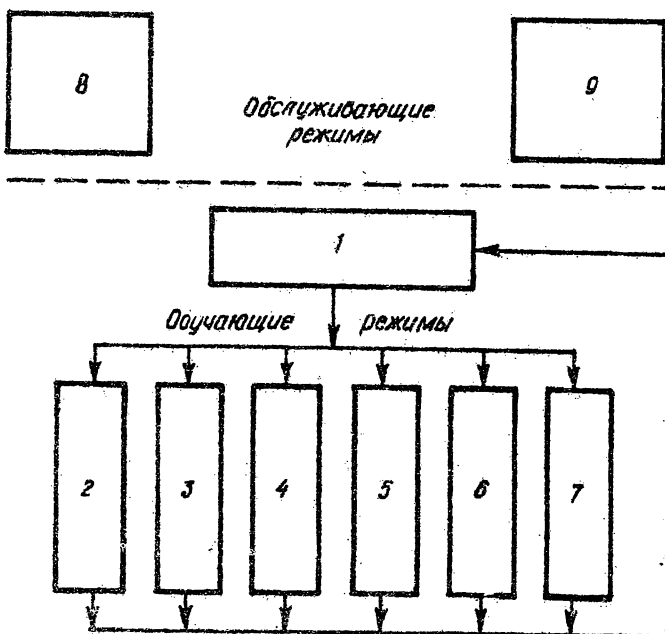 8
9
Обслуживающие
режимы
1
Обучающие режимы
2 3 4 5 6 7